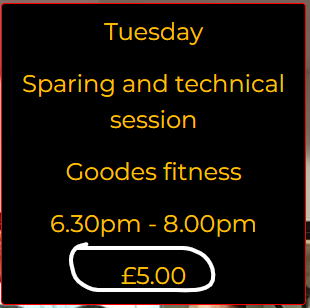 Tuesday
Sparing and technical
session
Goodes fitness
6.30pm - 8.00pm
£5.00